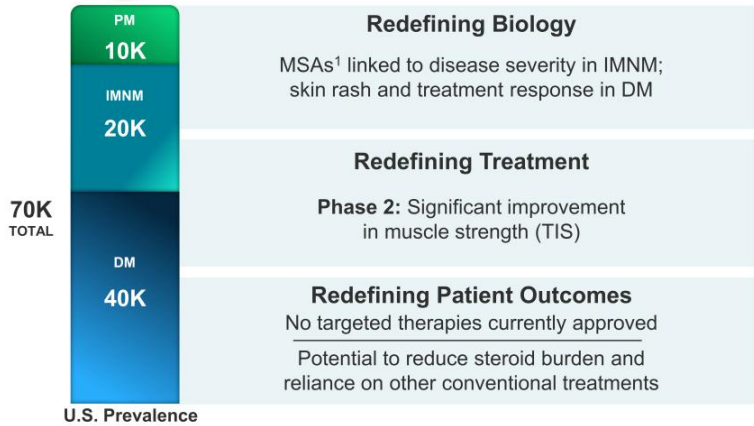 PM
10K
IMNM
20K
70K
TOTAL
DM
40K
U.S. Prevalence
Redefining Biology
MSAs¹ linked to disease severity in IMNM;
skin rash and treatment response in DM
Redefining Treatment
Phase 2: Significant improvement
in muscle strength (TIS)
Redefining Patient Outcomes
No targeted therapies currently approved
Potential to reduce steroid burden and
reliance on other conventional treatments